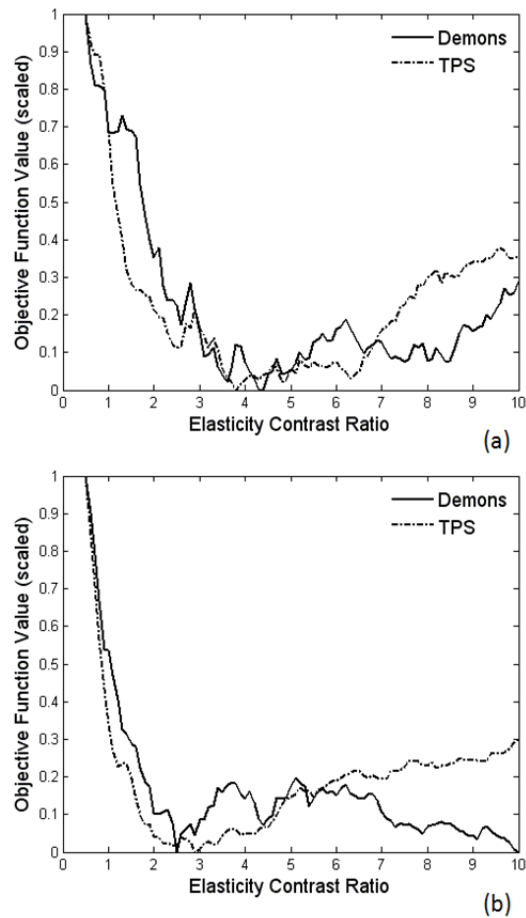 1
0.9
0.8
0.7
0.6
0.5
0.4
0.3
0.2
0.1
0
Objective Function Value (scaled)
Demons
TPS
0 1 2 3 4 5 6 7 8 9 10
Elasticity Contrast Ratio
(a)
1
0.9
0.8
0.7
0.6
0.5
0.4
0.3
0.2
0.1
0
Objective Function Value (scaled)
Demons
TPS
0 1 2 3 4 5 6 7 8 9 10
Elasticity Contrast Ratio
(b)